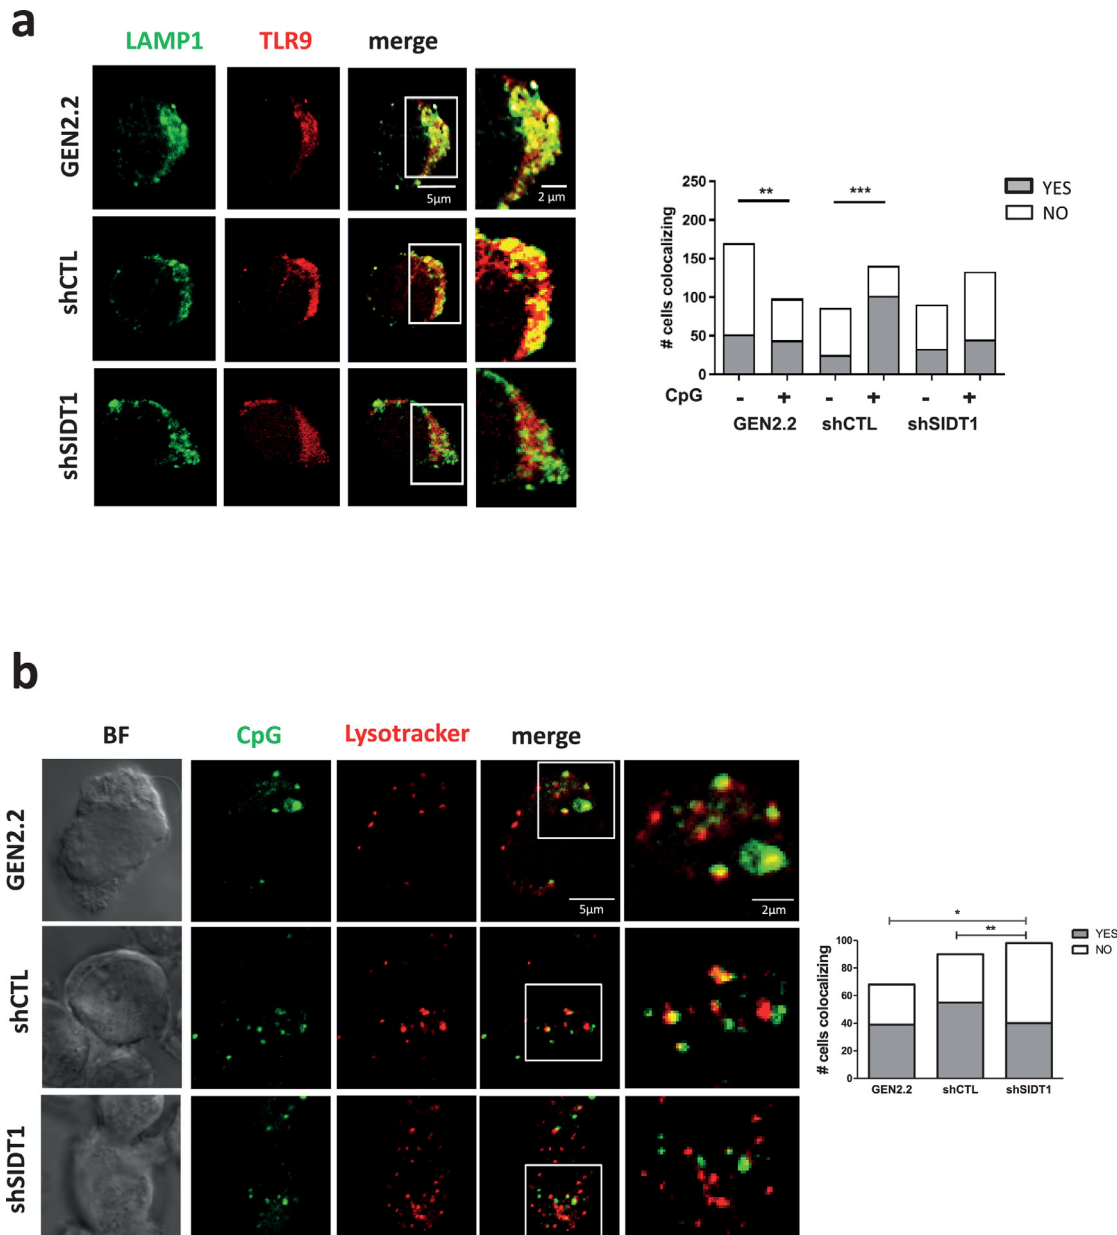 a
LAMP1 TLR9 merge
GEN2.2
5µm 2 µm
shCTL
shSIDT1
250
200
150
100
50
0
# cells colocalizing
** ***
YES
NO
CpG - + - + - +
GEN2.2 shCTL shSIDT1
b
BF CpG Lysotracker merge
GEN2.2
5µm 2µm
shCTL
shSIDT1
100
80
60
40
20
0
# cells colocalizing
*
**
YES
NO
GEN2.2 shCTL shSIDT1